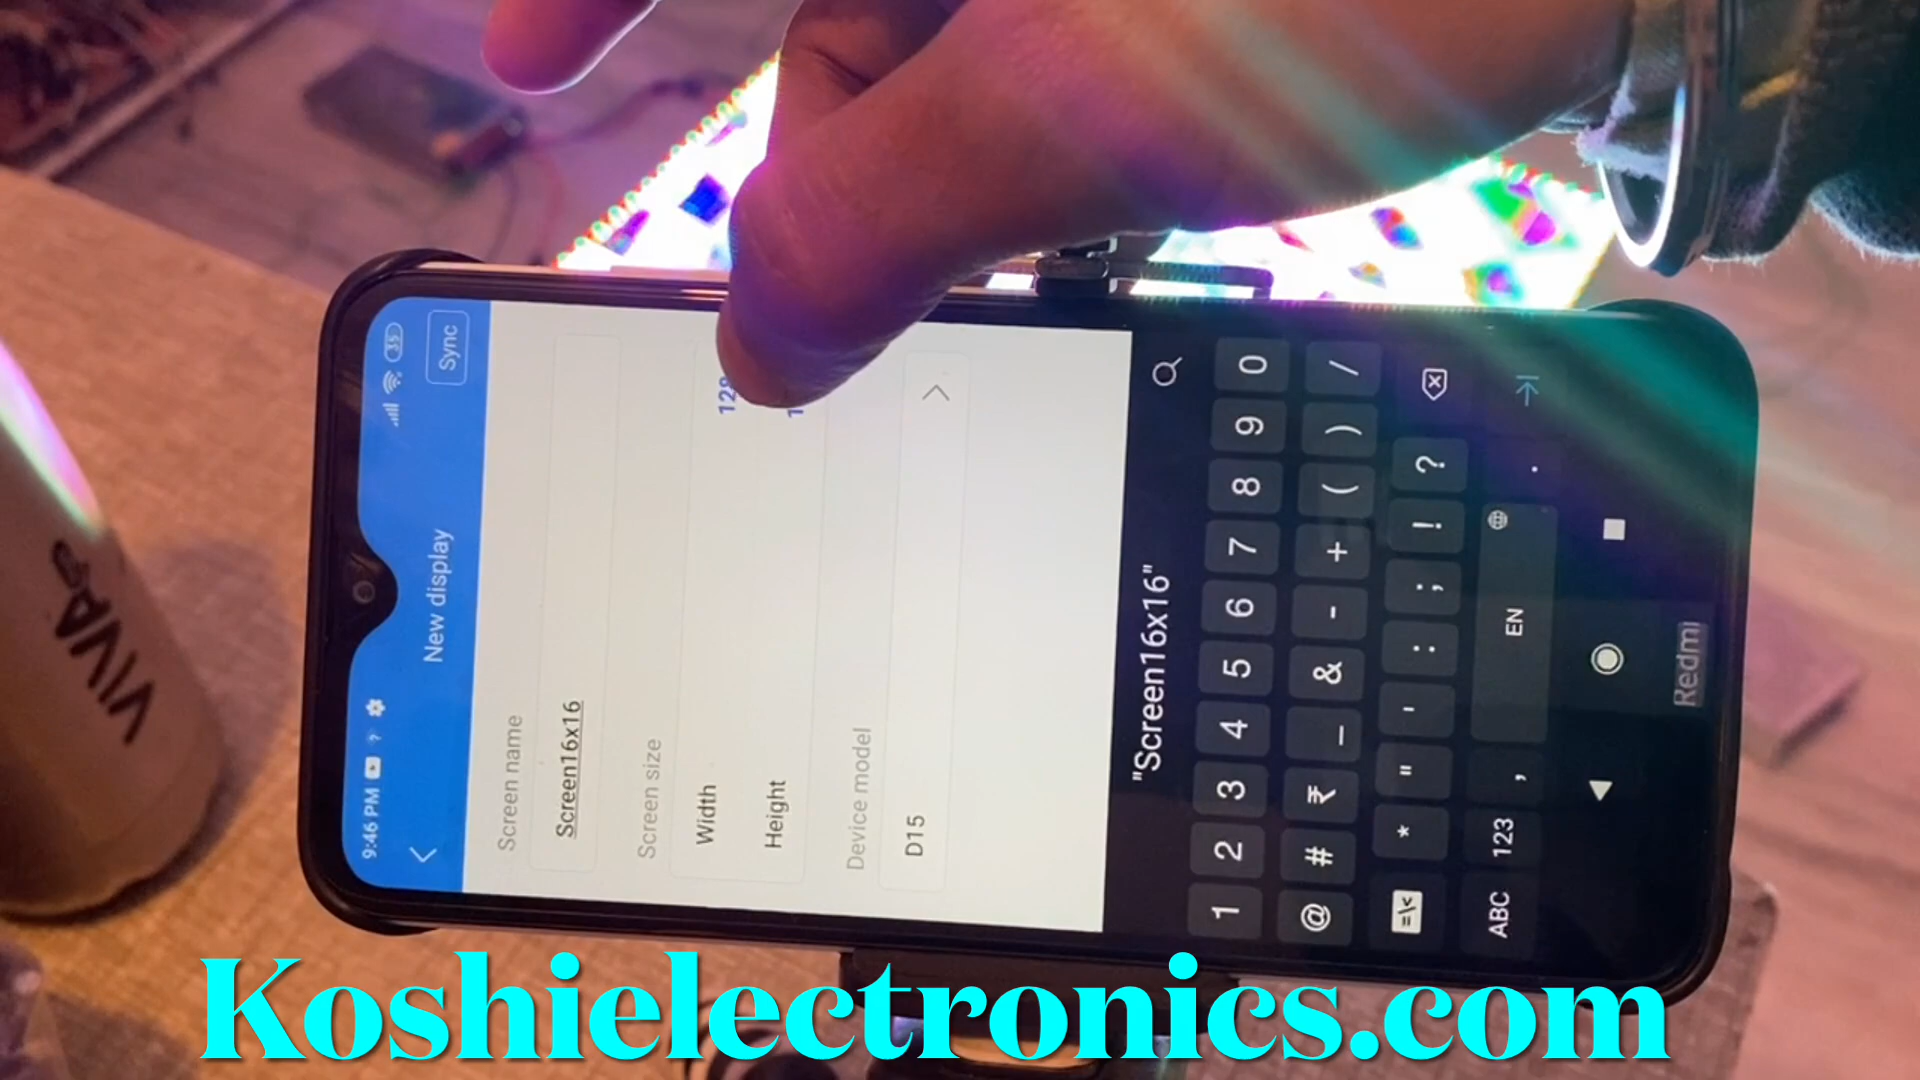 9:46 PM
35
New display
Sync
Screen name
Screen16x16
Screen size
Width
Height
Device model
D15
"Screen16x16"
1 2 3 4 5 6 7 8 9 0
@ # ₹ _ & - + ( ) /
=\< * " ' : ; ! ?
ABC 123 , EN .
Redmi
VIVA
Koshielectronics.com